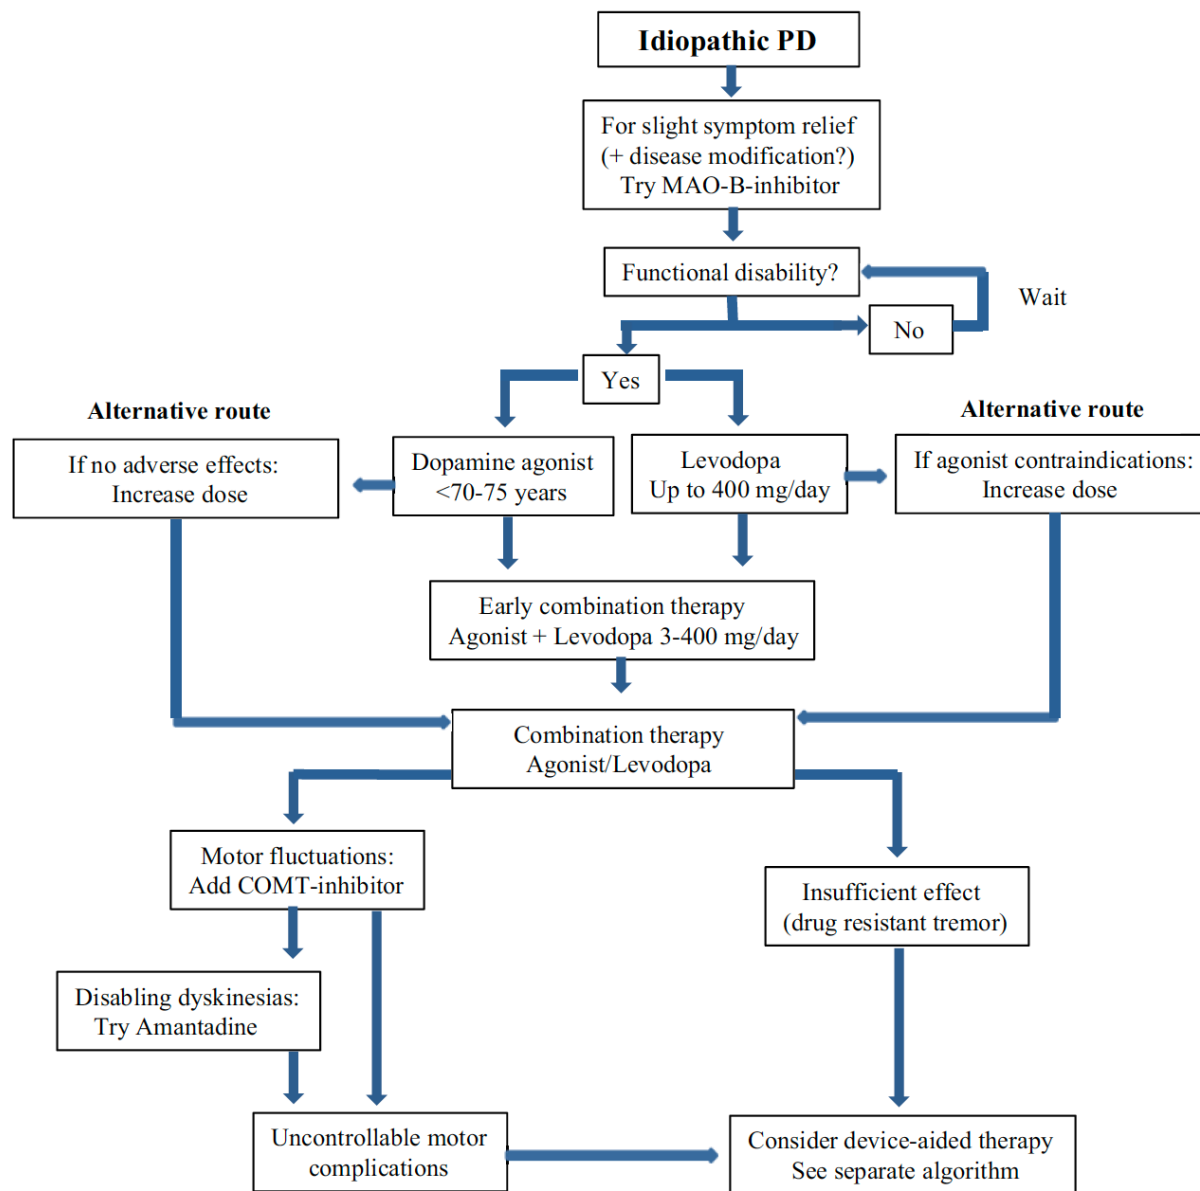 Idiopathic PD
For slight symptom relief
(+ disease modification?)
Try MAO-B-inhibitor
Functional disability?
Wait
No
Yes
Alternative route
If no adverse effects:
Increase dose
Dopamine agonist
<70-75 years
Levodopa
Up to 400 mg/day
Alternative route
If agonist contraindications:
Increase dose
Early combination therapy
Agonist + Levodopa 3-400 mg/day
Combination therapy
Agonist/Levodopa
Motor fluctuations:
Add COMT-inhibitor
Insufficient effect
(drug resistant tremor)
Disabling dyskinesias:
Try Amantadine
Uncontrollable motor
complications
Consider device-aided therapy
See separate algorithm